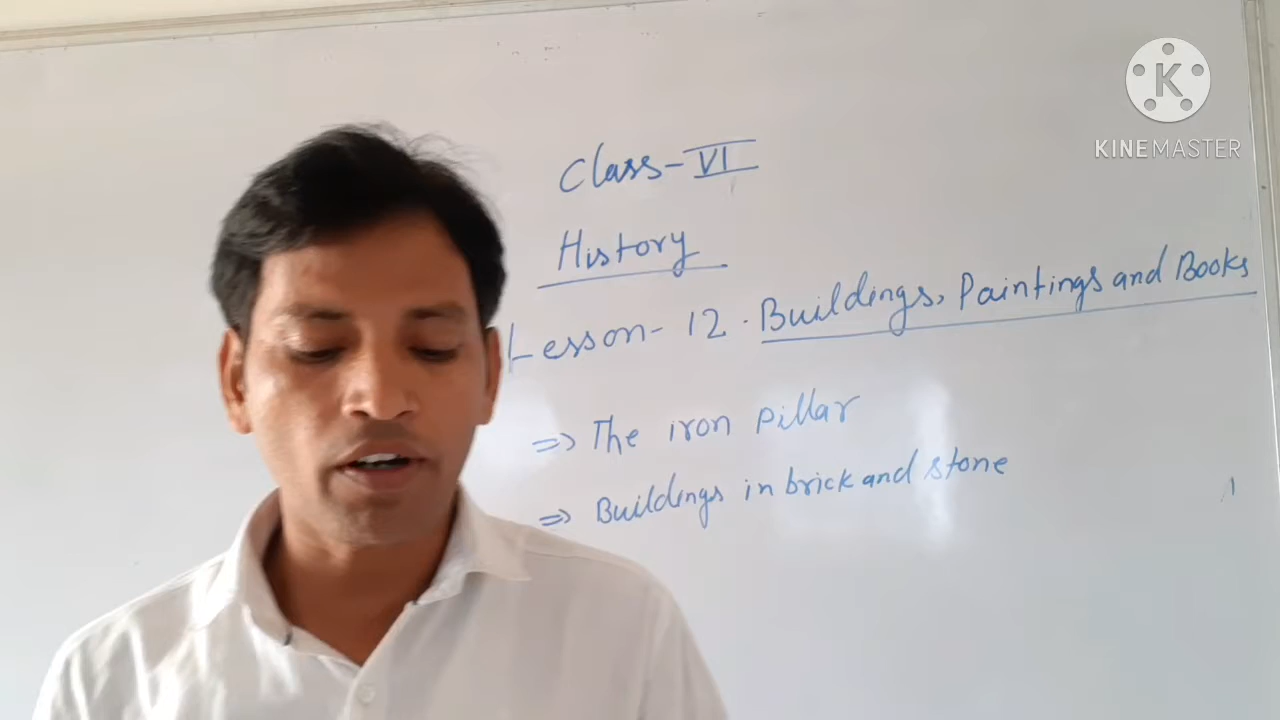 K
KINEMASTER
Class-VI
History
Lesson-12. Buildings, Paintings and Books
⇒ The iron pillar
⇒ Buildings in brick and stone